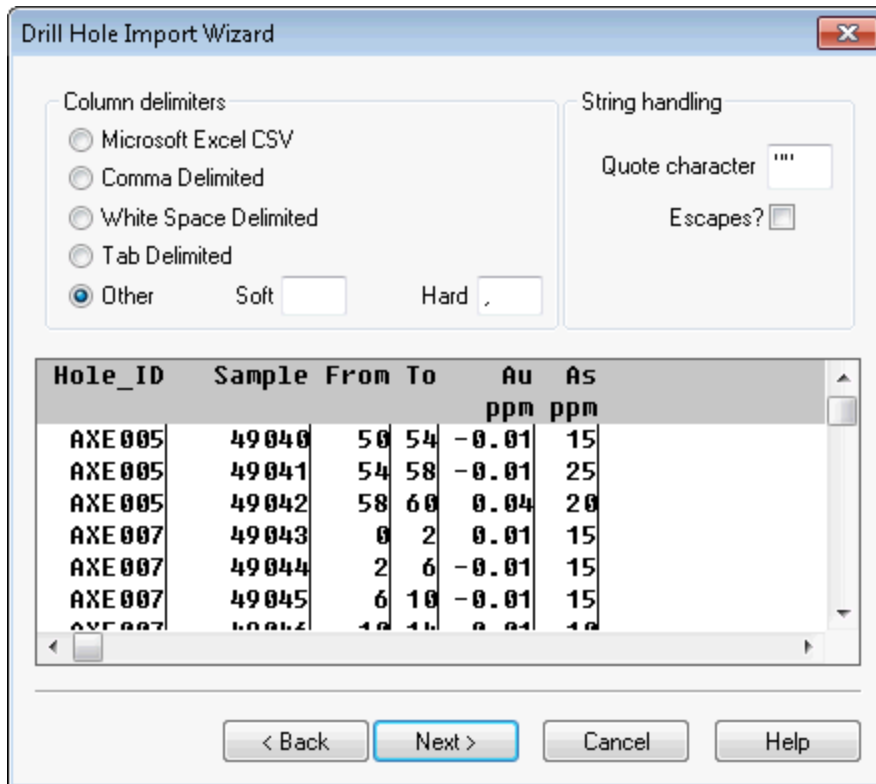 Drill Hole Import Wizard
Column delimiters
Microsoft Excel CSV
Comma Delimited
White Space Delimited
Tab Delimited
Other Soft Hard ,
String handling
Quote character ""
Escapes?
Hole_ID Sample From To Au As
ppm ppm
AXE005 49040 50 54 -0.01 15
AXE005 49041 54 58 -0.01 25
AXE005 49042 58 60 0.04 20
AXE007 49043 0 2 0.01 15
AXE007 49044 2 6 -0.01 15
AXE007 49045 6 10 -0.01 15
< Back Next > Cancel Help